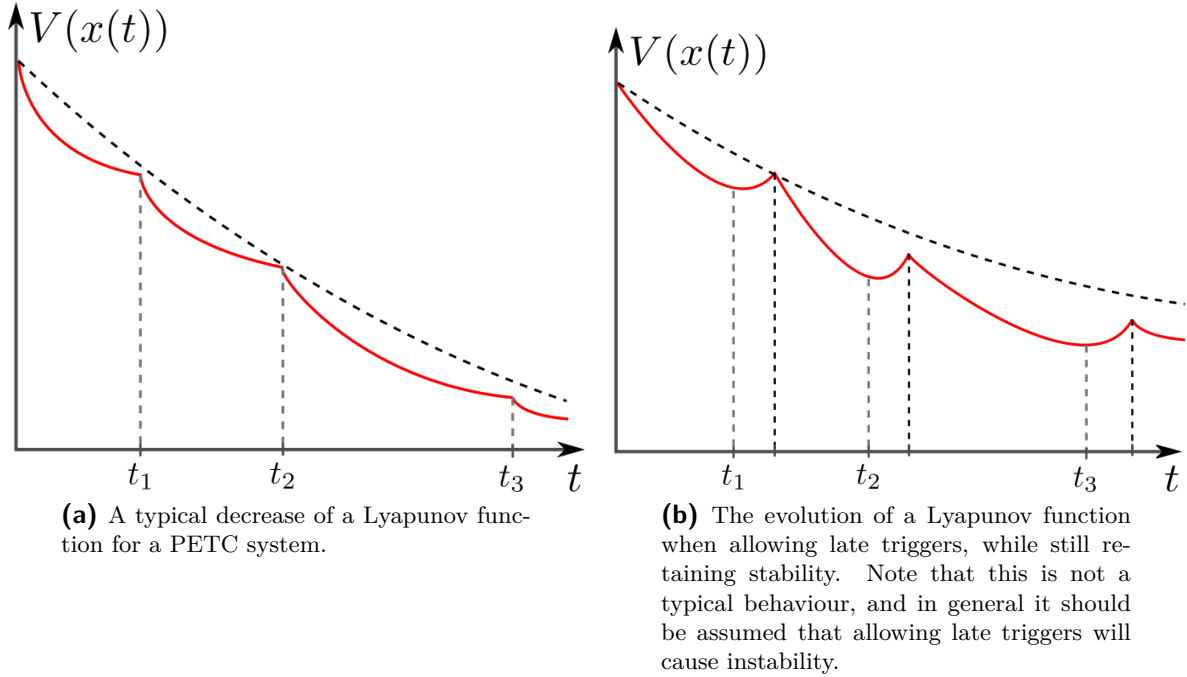 V(x(t))
t₁
t₂
t₃
t
(a) A typical decrease of a Lyapunov func-
tion for a PETC system.
V(x(t))
t₁
t₂
t₃
t
(b) The evolution of a Lyapunov function
when allowing late triggers, while still re-
taining stability. Note that this is not a
typical behaviour, and in general it should
be assumed that allowing late triggers will
cause instability.